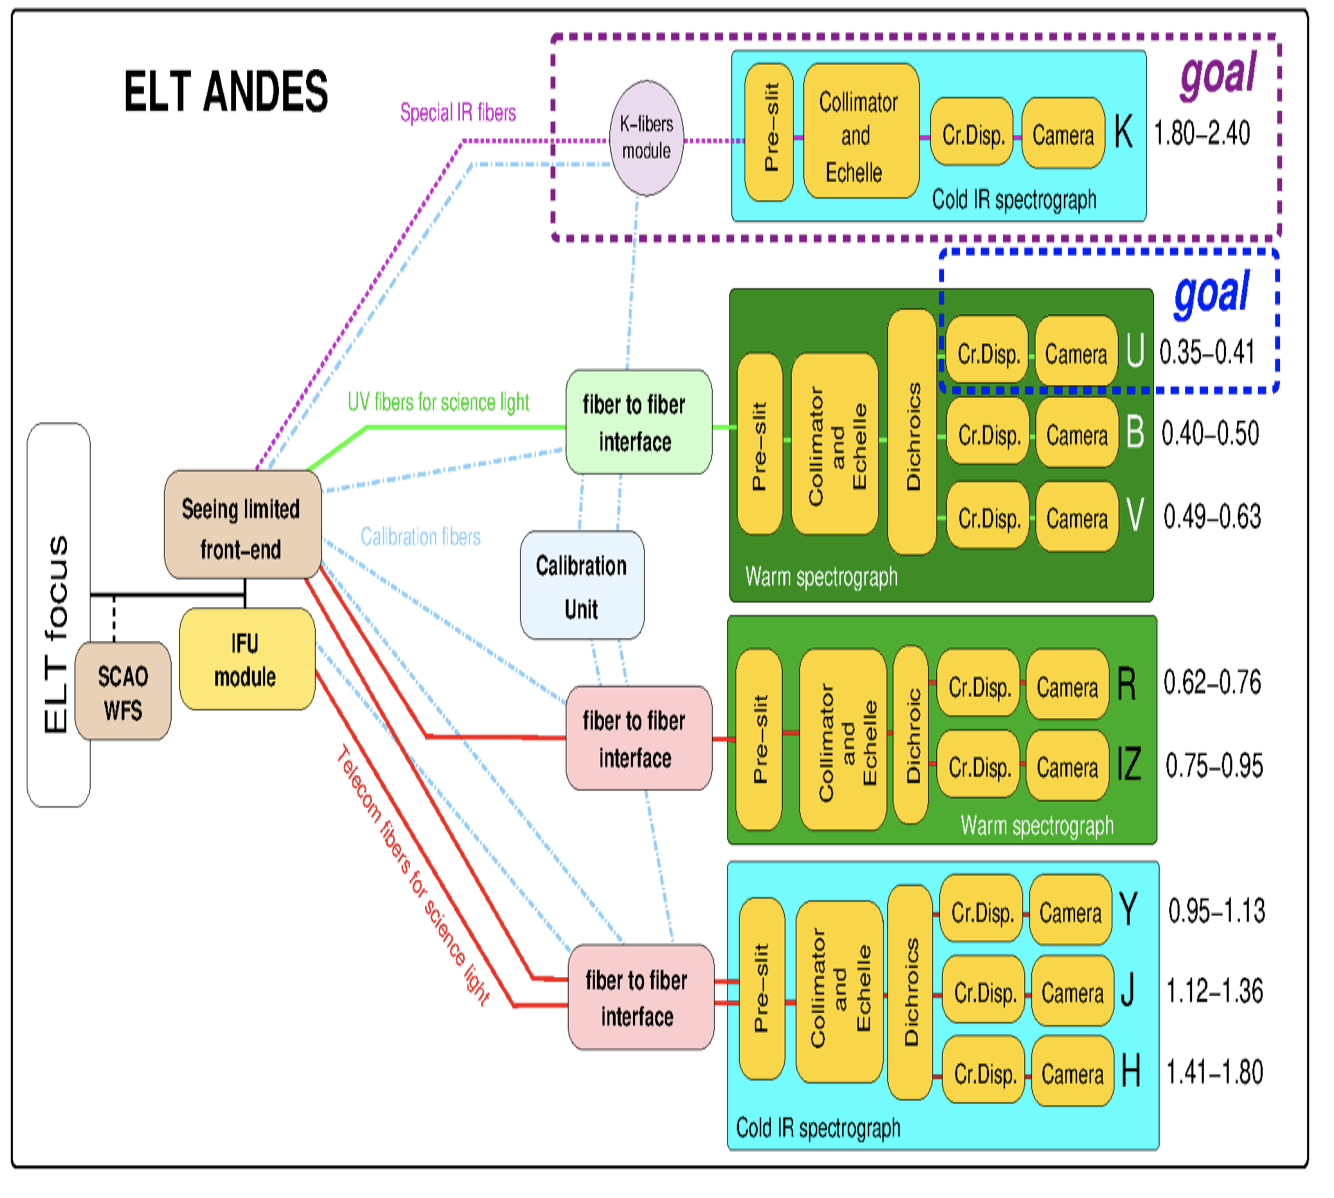 ELT ANDES
goal
Special IR fibers
K-fibers
module
Pre-slit
Collimator
and
Echelle
Cr.Disp.
Camera
K
1.80-2.40
Cold IR spectrograph
goal
UV fibers for science light
fiber to fiber
interface
Pre-slit
Collimator
and
Echelle
Dichroics
Cr.Disp.
Camera
U
0.35-0.41
Cr.Disp.
Camera
B
0.40-0.50
Cr.Disp.
Camera
V
0.49-0.63
Warm spectrograph
ELT focus
Seeing limited
front-end
Calibration fibers
Calibration
Unit
IFU
module
SCAO
WFS
fiber to fiber
interface
Pre-slit
Collimator
and
Echelle
Dichroic
Cr.Disp.
Camera
R
0.62-0.76
Cr.Disp.
Camera
IZ
0.75-0.95
Warm spectrograph
Telecom fibers for science light
fiber to fiber
interface
Pre-slit
Collimator
and
Echelle
Dichroics
Cr.Disp.
Camera
Y
0.95-1.13
Cr.Disp.
Camera
J
1.12-1.36
Cr.Disp.
Camera
H
1.41-1.80
Cold IR spectrograph